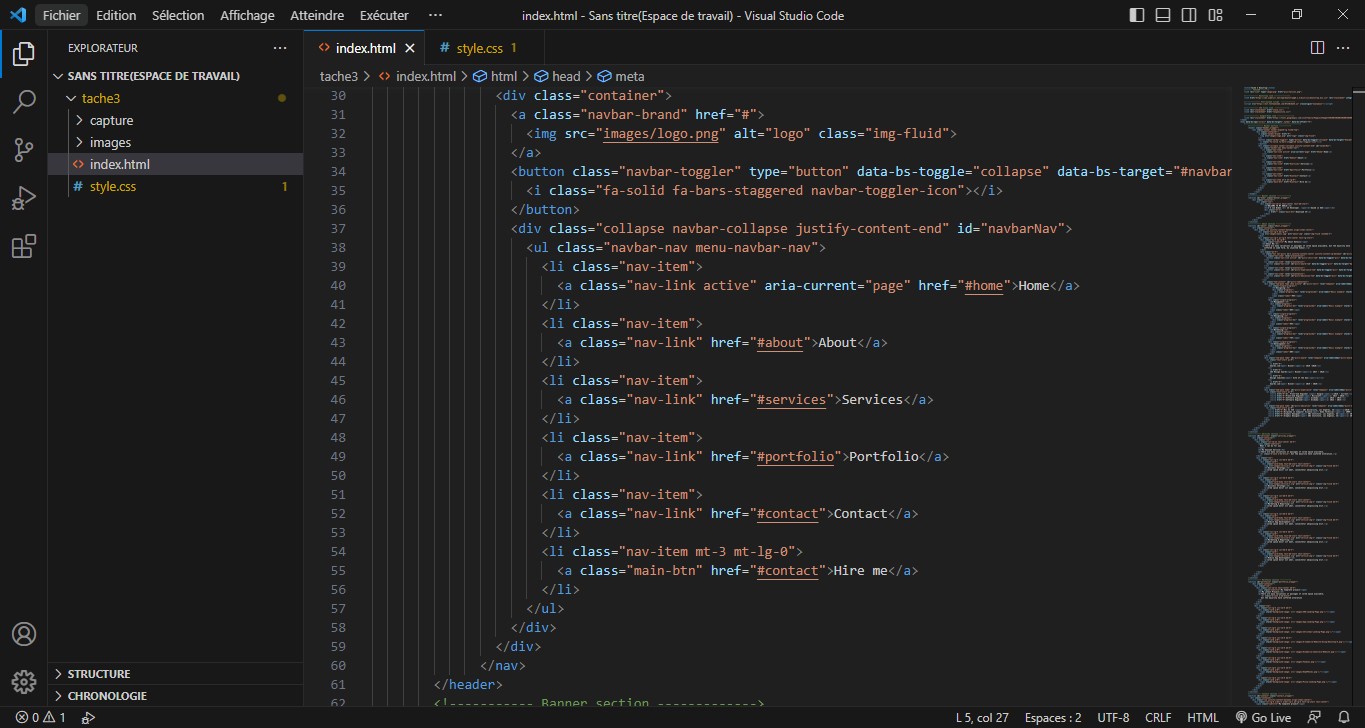 Fichier Edition Sélection Affichage Atteindre Exécuter ··· index.html - Sans titre(Espace de travail) - Visual Studio Code
EXPLORATEUR ···
SANS TITRE(ESPACE DE TRAVAIL)
tache3
capture
images
index.html
# style.css 1
STRUCTURE
CHRONOLOGIE
index.html
# style.css 1
tache3 > index.html > html > head > meta
30 <div class="container">
31 <a class="navbar-brand" href="#">
32 <img src="images/logo.png" alt="logo" class="img-fluid">
33 </a>
34 <button class="navbar-toggler" type="button" data-bs-toggle="collapse" data-bs-target="#navbar
35 <i class="fa-solid fa-bars-staggered navbar-toggler-icon"></i>
36 </button>
37 <div class="collapse navbar-collapse justify-content-end" id="navbarNav">
38 <ul class="navbar-nav menu-navbar-nav">
39 <li class="nav-item">
40 <a class="nav-link active" aria-current="page" href="#home">Home</a>
41 </li>
42 <li class="nav-item">
43 <a class="nav-link" href="#about">About</a>
44 </li>
45 <li class="nav-item">
46 <a class="nav-link" href="#services">Services</a>
47 </li>
48 <li class="nav-item">
49 <a class="nav-link" href="#portfolio">Portfolio</a>
50 </li>
51 <li class="nav-item">
52 <a class="nav-link" href="#contact">Contact</a>
53 </li>
54 <li class="nav-item mt-3 mt-lg-0">
55 <a class="main-btn" href="#contact">Hire me</a>
56 </li>
57 </ul>
58 </div>
59 </div>
60 </nav>
61 </header>
62 <!----------- Banner section ------------->
0 1 L 5, col 27 Espaces : 2 UTF-8 CRLF HTML Go Live